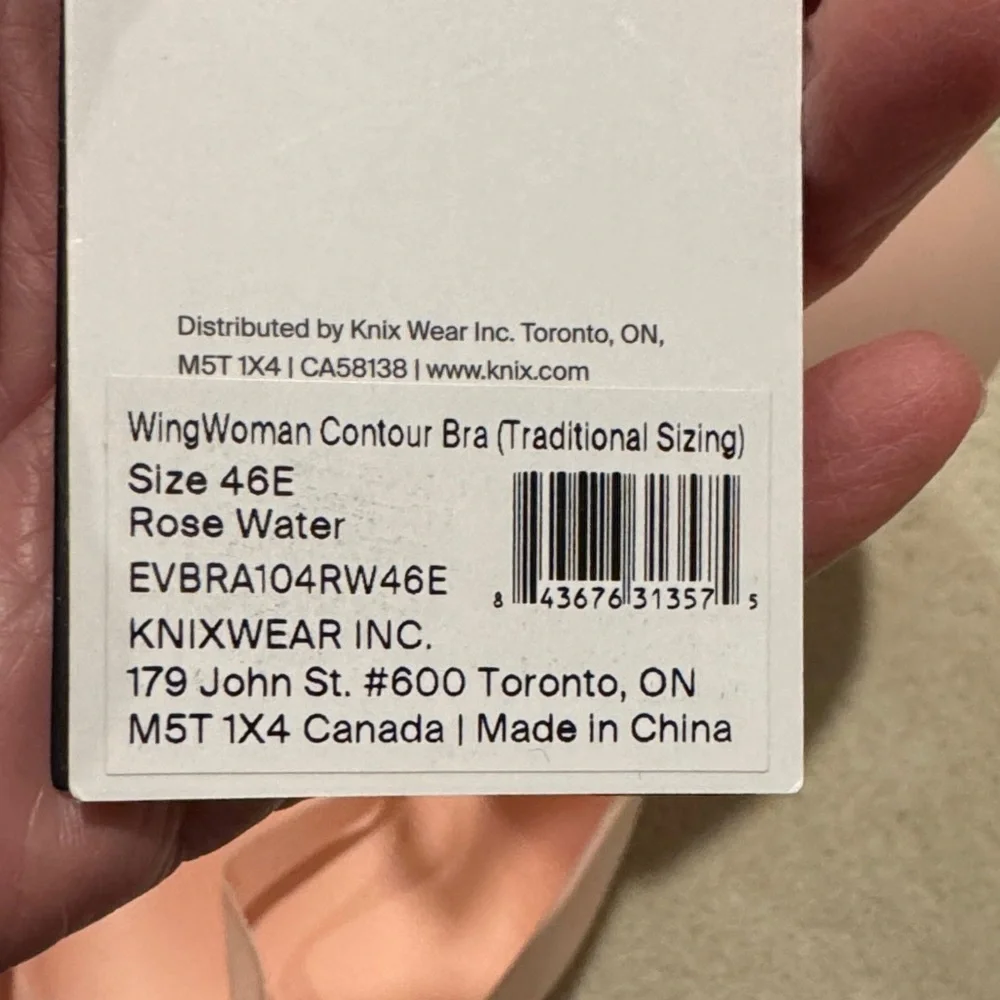 Distributed by Knix Wear Inc. Toronto, ON,
M5T 1X4 | CA58138 | www.knix.com
WingWoman Contour Bra (Traditional Sizing)
Size 46E
Rose Water
EVBRA104RW46E
8 43676 31357 5
KNIXWEAR INC.
179 John St. #600 Toronto, ON
M5T 1X4 Canada | Made in China